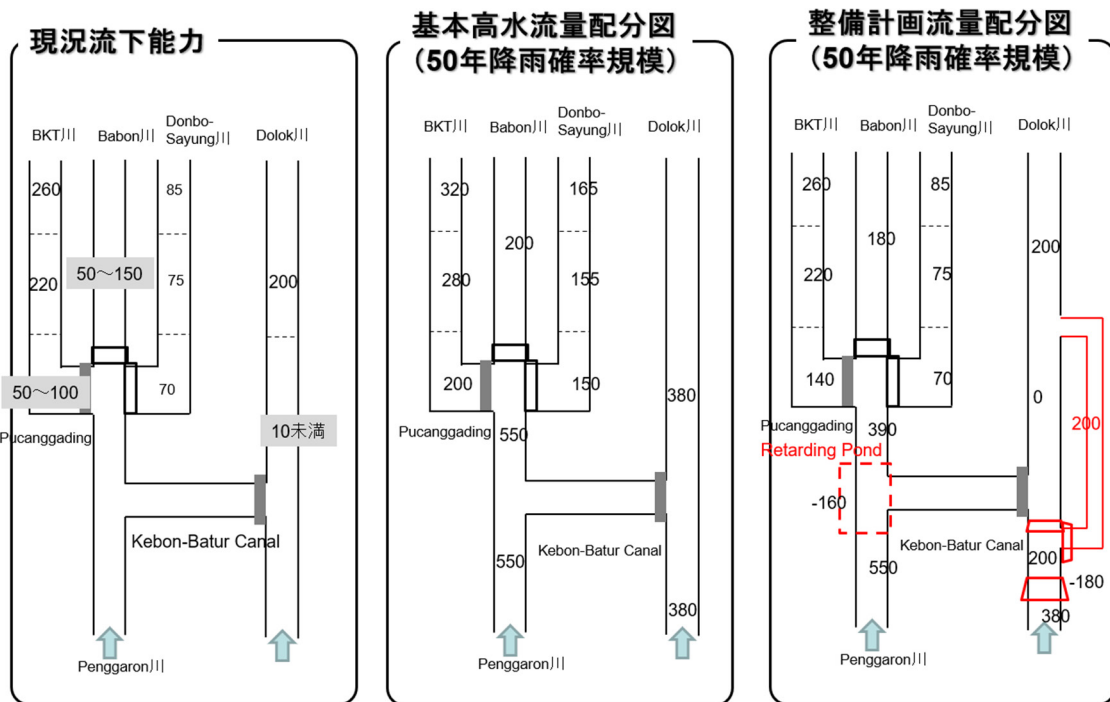 現況流下能力
BKT川
Babon川
Donbo-
Sayung川
Dolok川
260
85
50～150
220
75
200
50～100
70
Pucanggading
10未満
Kebon-Batur Canal
Penggaron川
基本高水流量配分図
（50年降雨確率規模）
BKT川
Babon川
Donbo-
Sayung川
Dolok川
320
165
200
280
155
200
150
380
Pucanggading
550
Kebon-Batur Canal
550
380
Penggaron川
整備計画流量配分図
（50年降雨確率規模）
BKT川
Babon川
Donbo-
Sayung川
Dolok川
260
85
180
200
220
75
140
70
0
Pucanggading
390
200
Retarding Pond
-160
Kebon-Batur Canal
200
550
-180
380
Penggaron川